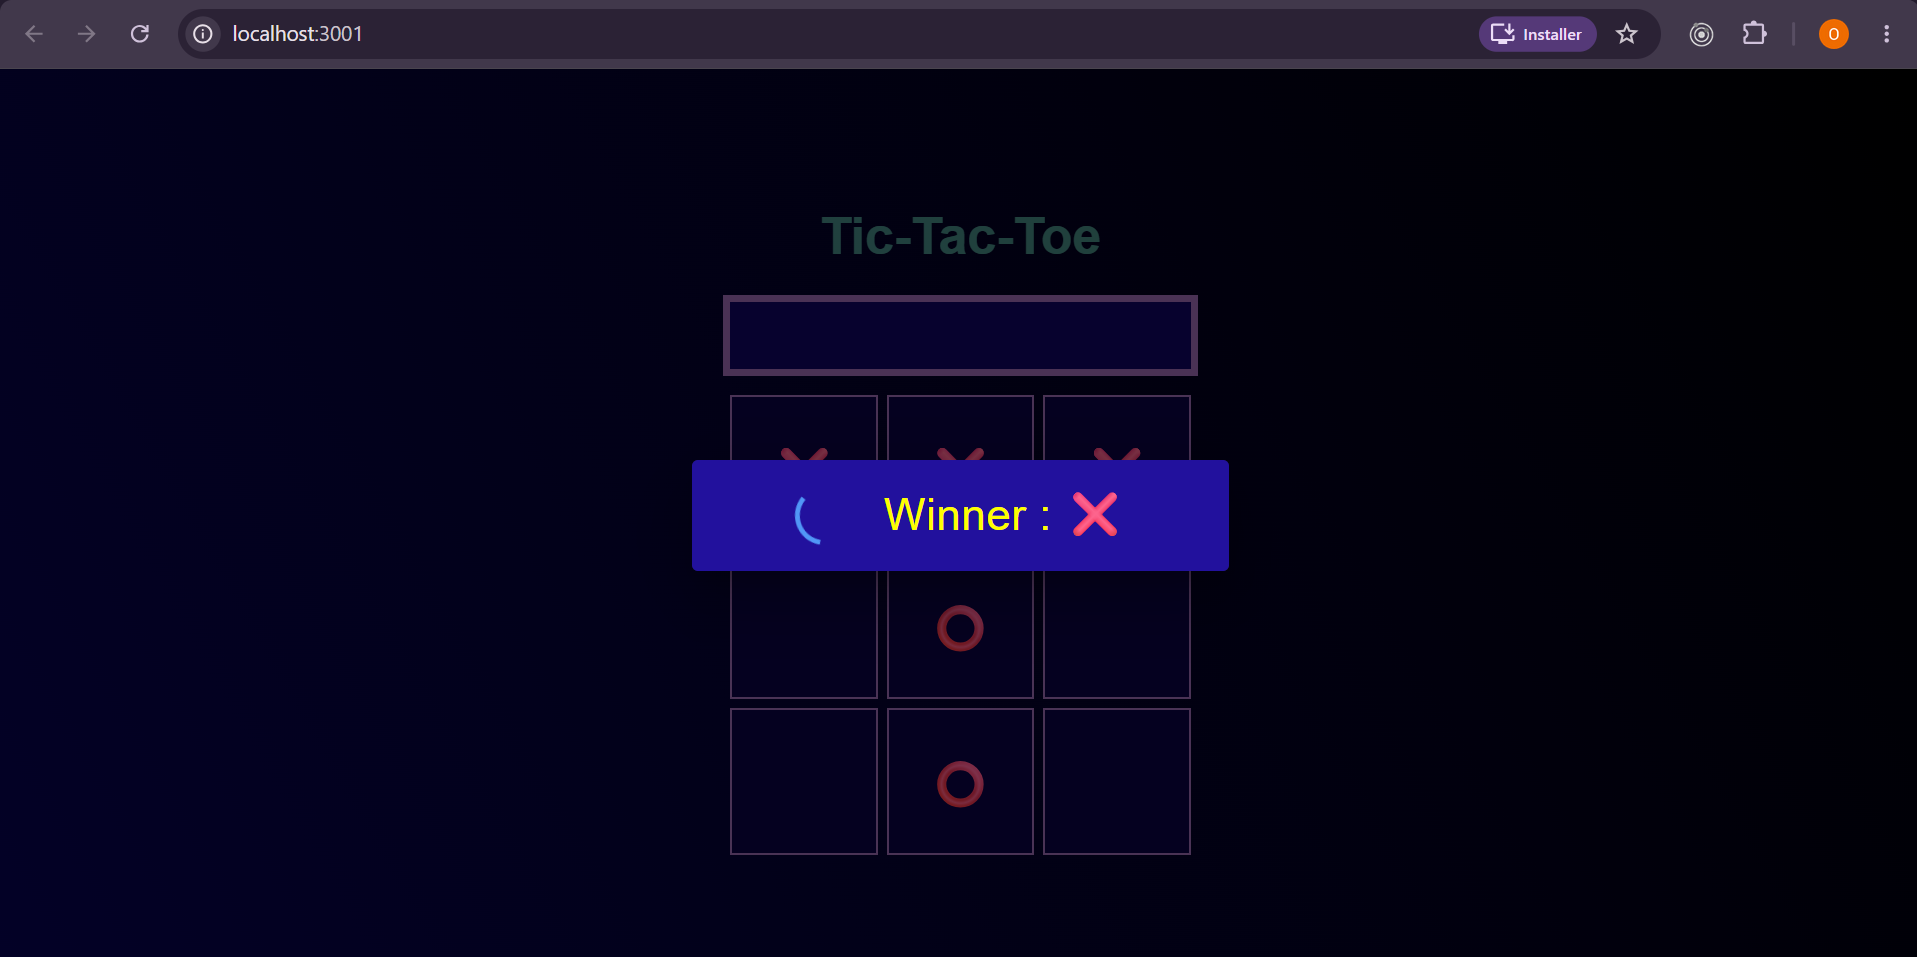 localhost:3001
Installer
O
Tic-Tac-Toe
Winner : ❌